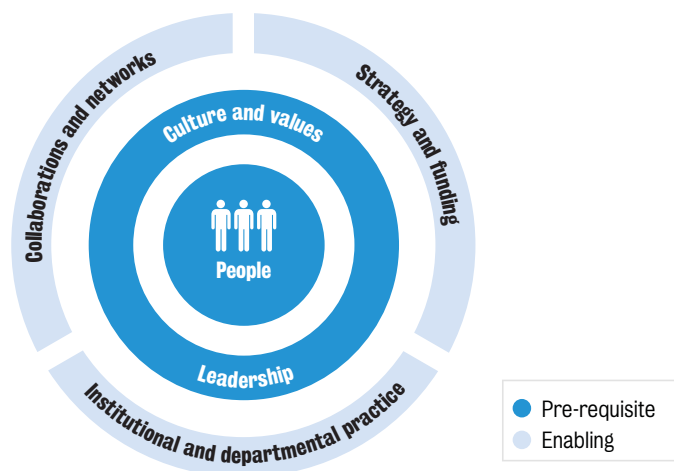 Collaborations and networks
Strategy and funding
Culture and values
People
Leadership
Institutional and departmental practice
Pre-requisite
Enabling